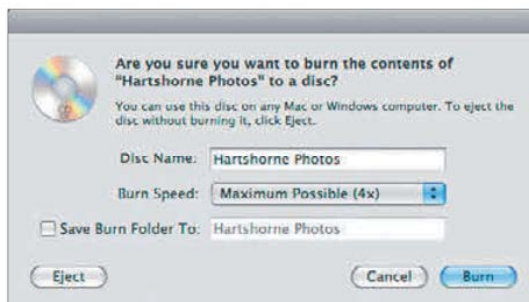 Are you sure you want to burn the contents of
“Hartshorne Photos” to a disc?
You can use this disc on any Mac or Windows computer. To eject the
disc without burning it, click Eject.
Disc Name: Hartshorne Photos
Burn Speed: Maximum Possible (4x)
Save Burn Folder To: Hartshorne Photos
Eject Cancel Burn